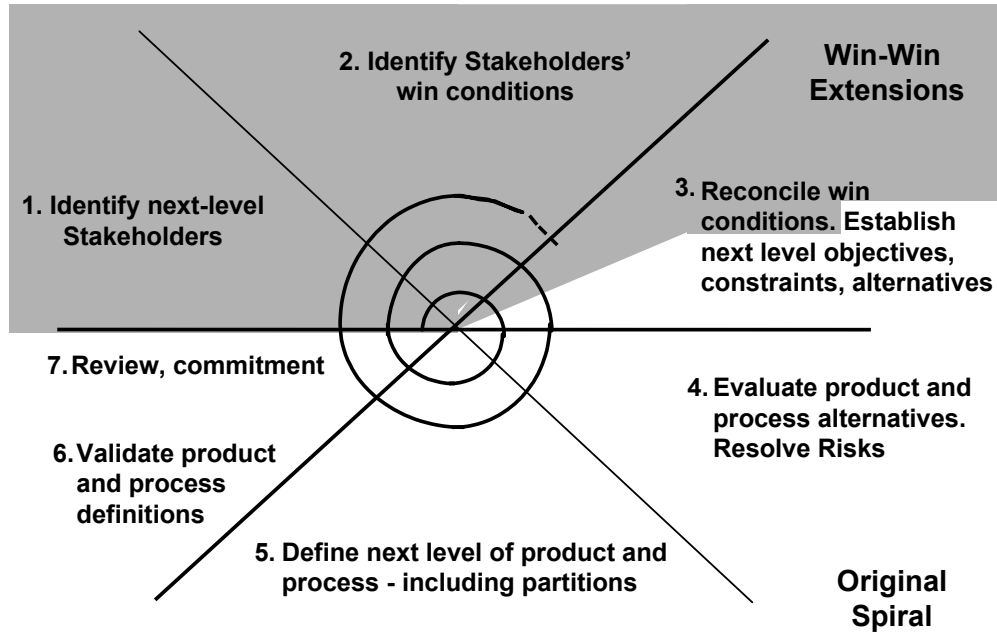 2. Identify Stakeholders'
win conditions
Win-Win
Extensions
1. Identify next-level
Stakeholders
3. Reconcile win
conditions. Establish
next level objectives,
constraints, alternatives
7. Review, commitment
4. Evaluate product and
process alternatives.
Resolve Risks
6. Validate product
and process
definitions
5. Define next level of product and
process - including partitions
Original
Spiral